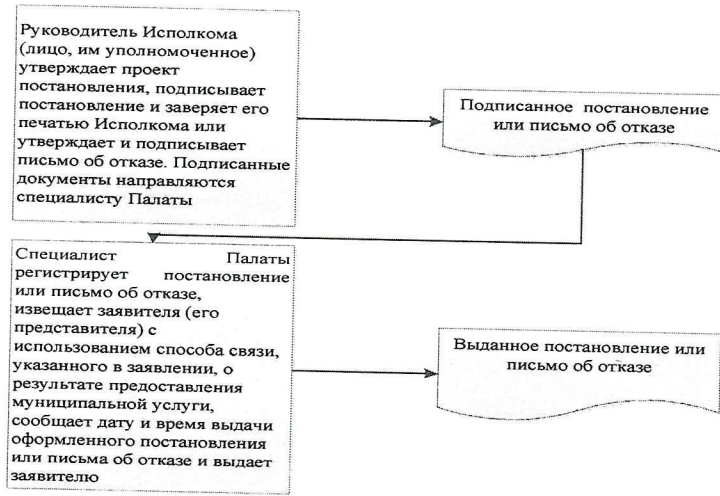 Руководитель Исполкома
(лицо, им уполномоченное)
утверждает проект
постановления, подписывает
постановление и заверяет его
печатью Исполкома или
утверждает и подписывает
письмо об отказе. Подписанные
документы направляются
специалисту Палаты
Подписанное постановление
или письмо об отказе
Специалист Палаты
регистрирует постановление
или письмо об отказе,
извещает заявителя (его
представителя) с
использованием способа связи,
указанного в заявлении, о
результате предоставления
муниципальной услуги,
сообщает дату и время выдачи
оформленного постановления
или письма об отказе и выдает
заявителю
Выданное постановление или
письмо об отказе